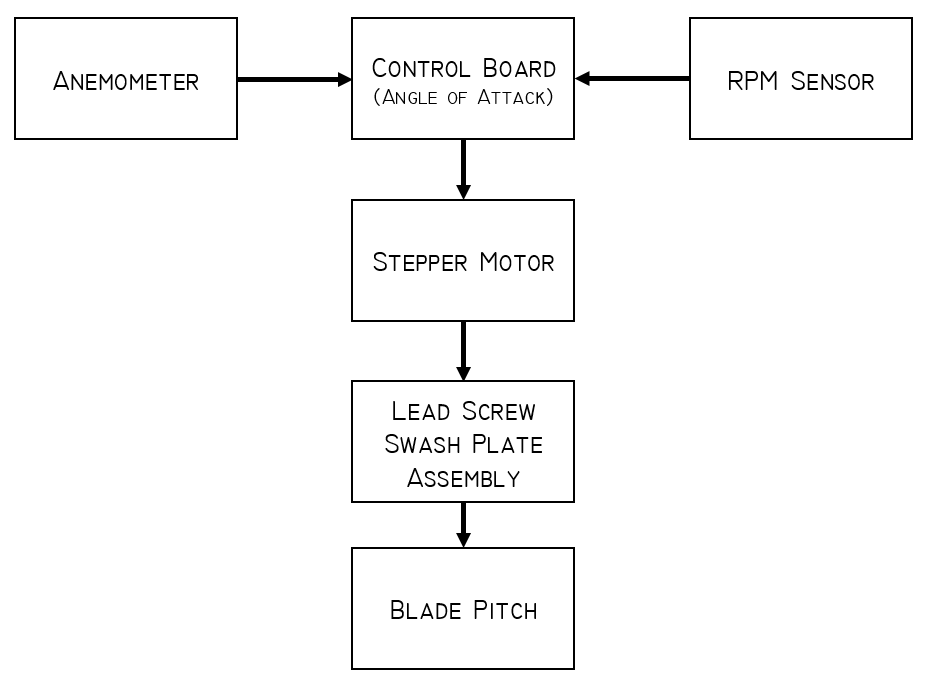 ANEMOMETER
CONTROL BOARD
(ANGLE OF ATTACK)
RPM SENSOR
STEPPER MOTOR
LEAD SCREW
SWASH PLATE
ASSEMBLY
BLADE PITCH